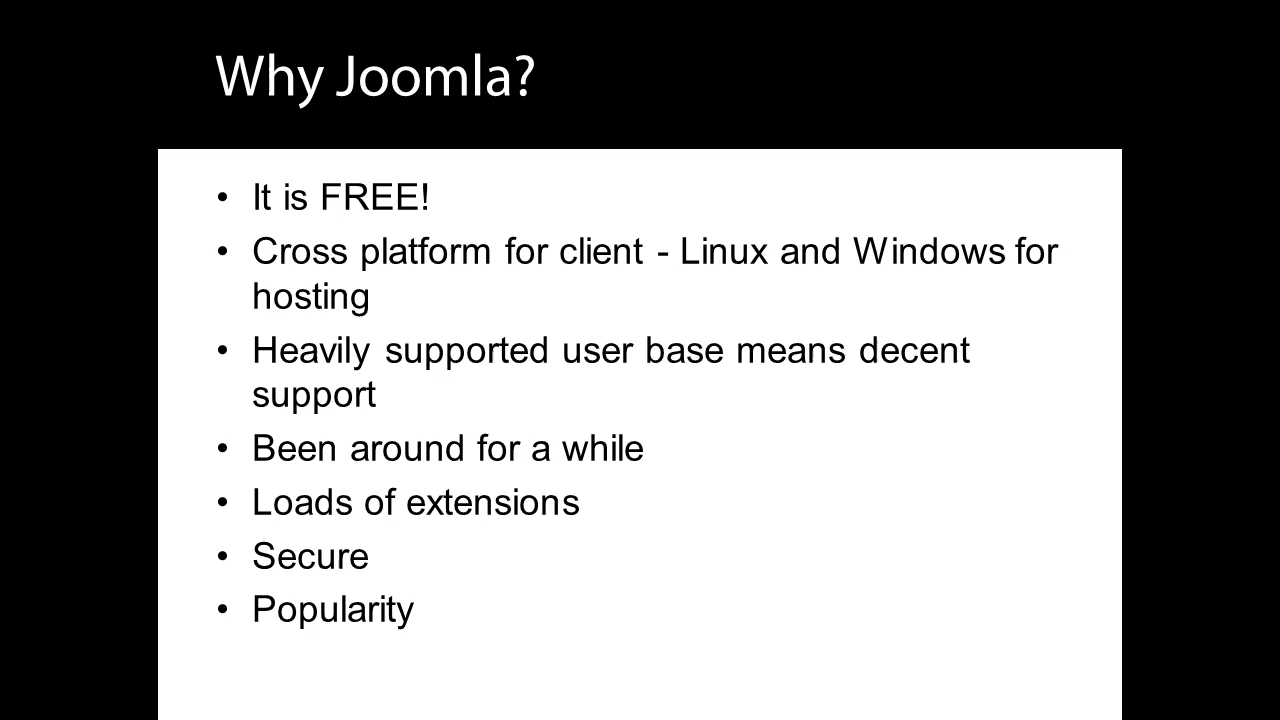 Why Joomla?
• It is FREE!
• Cross platform for client - Linux and Windows for
hosting
• Heavily supported user base means decent
support
• Been around for a while
• Loads of extensions
• Secure
• Popularity